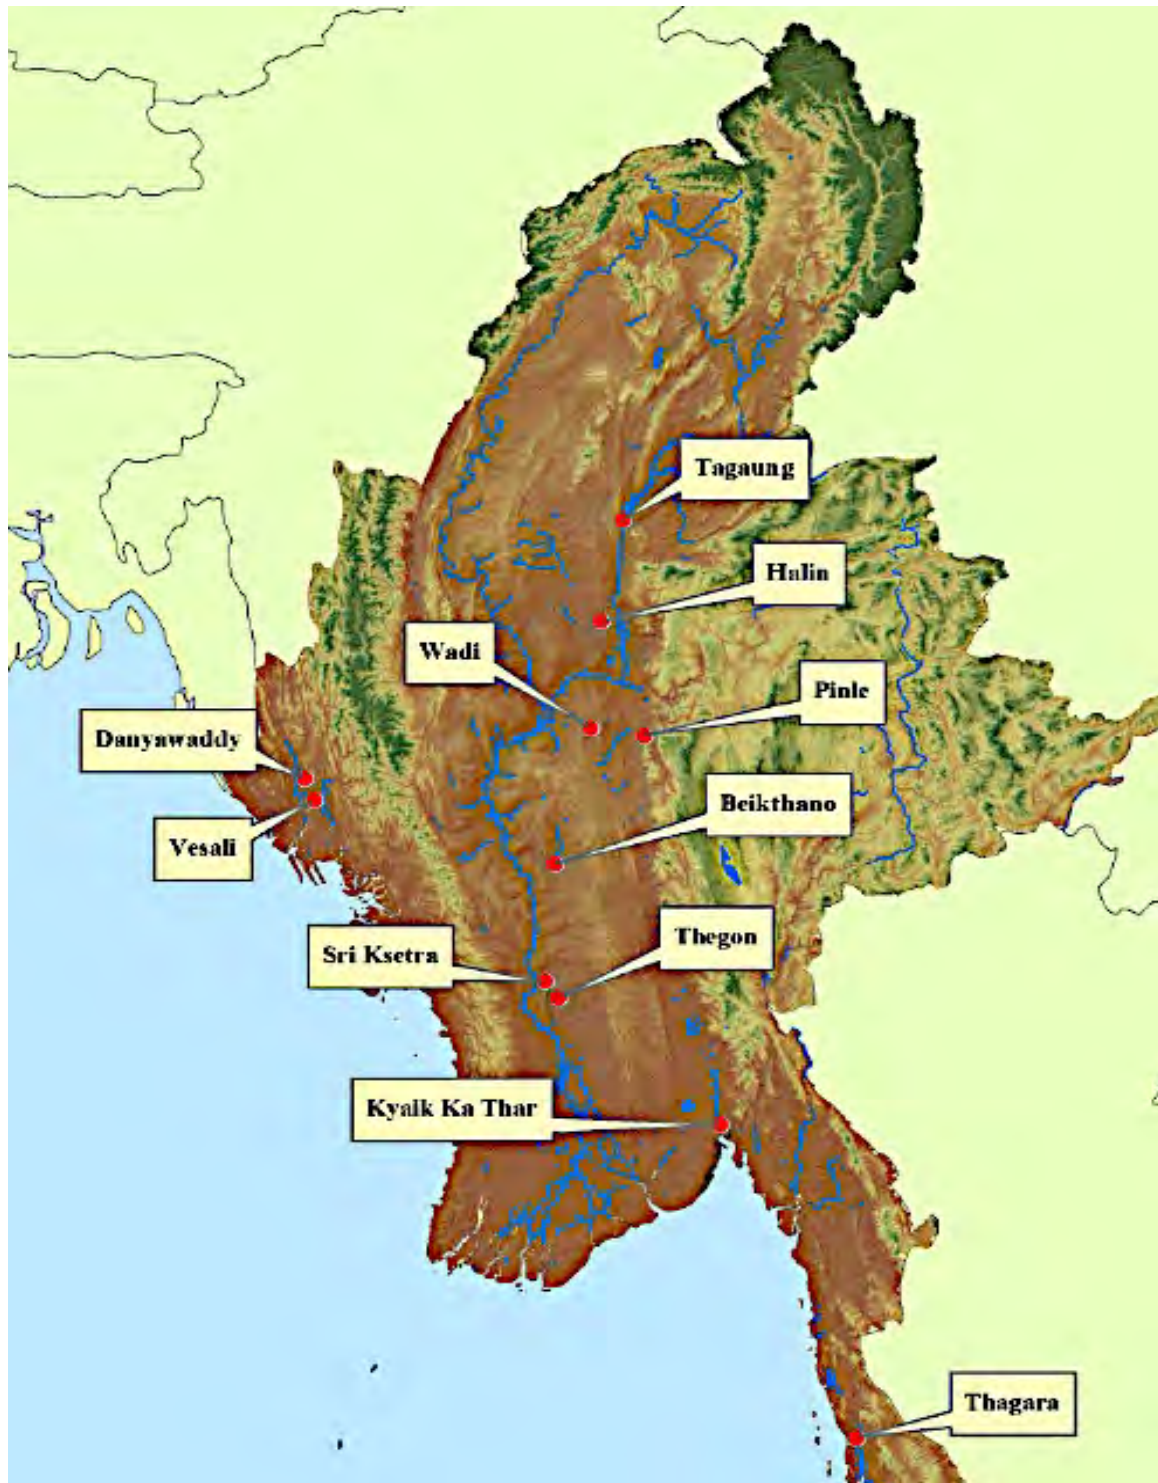 Tagaung
Halin
Wadi
Pinle
Danyawaddy
Beikthano
Vesali
Thegon
Sri Ksetra
Kyaik Ka Thar
Thagara